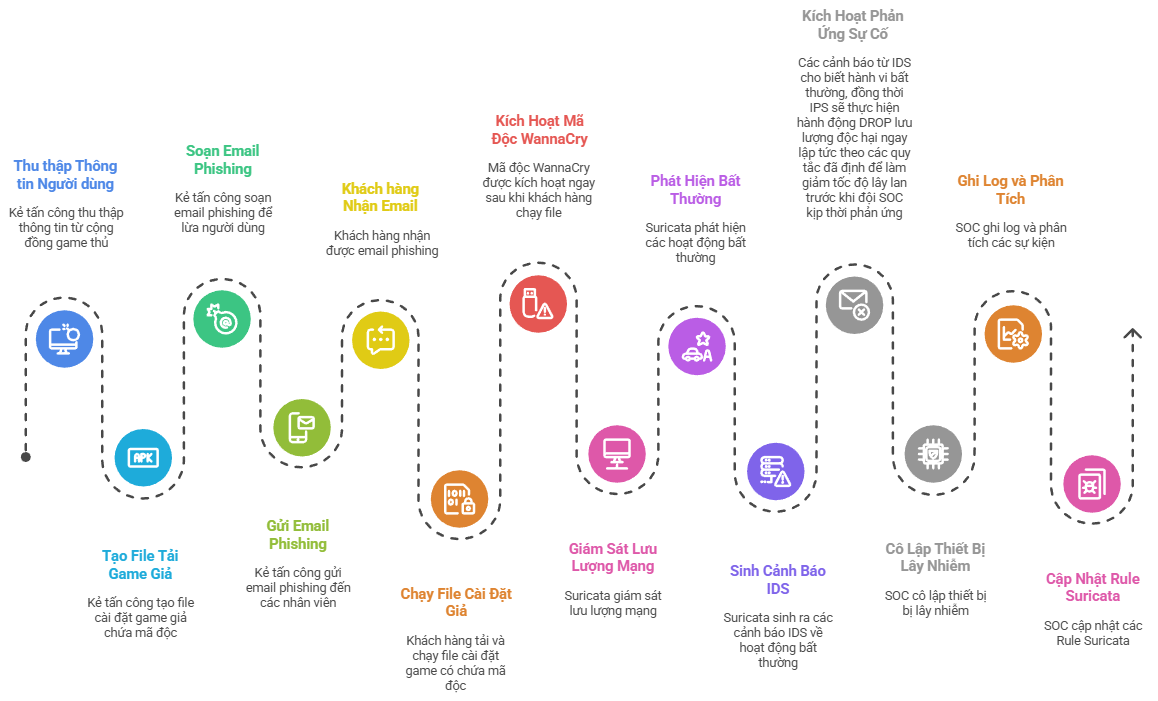 Thu thập Thông
tin Người dùng
Kẻ tấn công thu thập
thông tin từ cộng
đồng game thủ
APK
Tạo File Tải
Game Giả
Kẻ tấn công tạo file
cài đặt game giả
chứa mã độc
Soạn Email
Phishing
Kẻ tấn công soạn
email phishing để
lừa người dùng
Gửi Email
Phishing
Kẻ tấn công gửi
email phishing đến
các nhân viên
Khách hàng
Nhận Email
Khách hàng nhận
được email phishing
Chạy File Cài Đặt
Giả
Khách hàng tải và
chạy file cài đặt
game có chứa mã
độc
Kích Hoạt Mã
Độc WannaCry
Mã độc WannaCry
được kích hoạt ngay
sau khi khách hàng
chạy file
Giám Sát Lưu
Lượng Mạng
Suricata giám sát
lưu lượng mạng
Phát Hiện Bất
Thường
Suricata phát hiện
các hoạt động bất
thường
Sinh Cảnh Báo
IDS
Suricata sinh ra các
cảnh báo IDS về
hoạt động bất
thường
Kích Hoạt Phản
Ứng Sự Cố
Các cảnh báo từ IDS
cho biết hành vi bất
thường, đồng thời
IPS sẽ thực hiện
hành động DROP lưu
lượng độc hại ngay
lập tức theo các quy
tắc đã định để làm
giảm tốc độ lây lan
trước khi đội SOC
kịp thời phản ứng
Cô Lập Thiết Bị
Lây Nhiễm
SOC cô lập thiết bị
bị lây nhiễm
Ghi Log và Phân
Tích
SOC ghi log và phân
tích các sự kiện
Cập Nhật Rule
Suricata
SOC cập nhật các
Rule Suricata